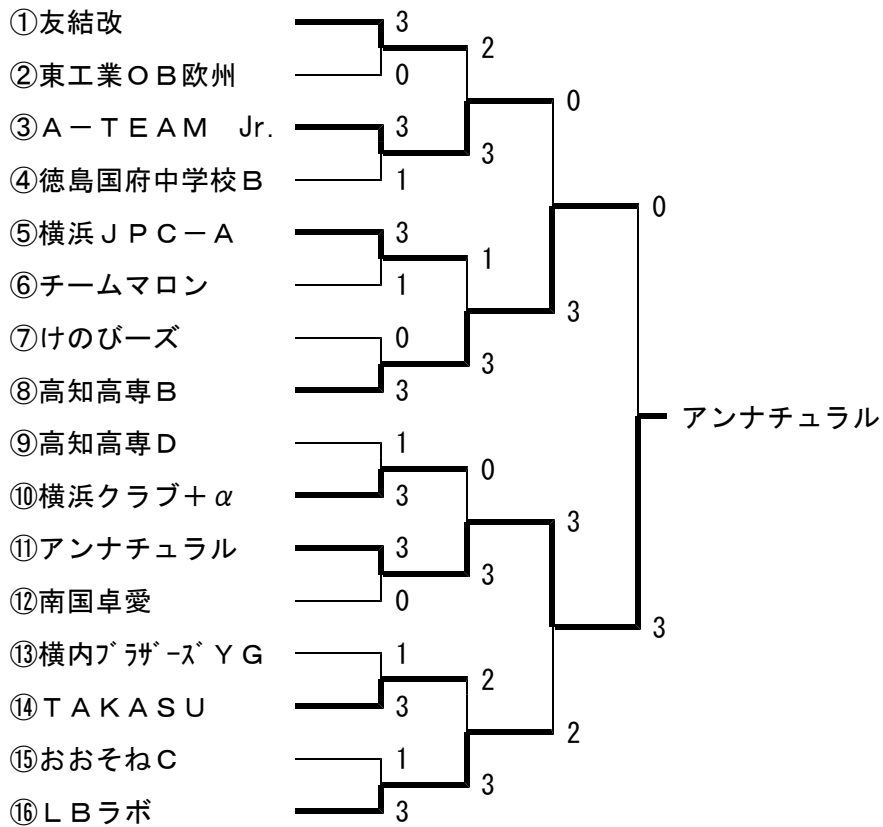 ①友結改 3
2
②東工業ＯＢ欧州 0
0
③Ａ－ＴＥＡＭ　Jr. 3
3
④徳島国府中学校Ｂ 1
0
⑤横浜ＪＰＣ－Ａ 3
1
⑥チームマロン 1
3
⑦けのびーズ 0
3
⑧高知高専Ｂ 3
アンナチュラル
⑨高知高専Ｄ 1
0
⑩横浜クラブ＋α 3
3
⑪アンナチュラル 3
3
⑫南国卓愛 0
3
⑬横内ﾌﾞﾗｻﾞｰｽﾞＹＧ 1
2
⑭ＴＡＫＡＳＵ 3
2
⑮おおそねＣ 1
3
⑯ＬＢラボ 3